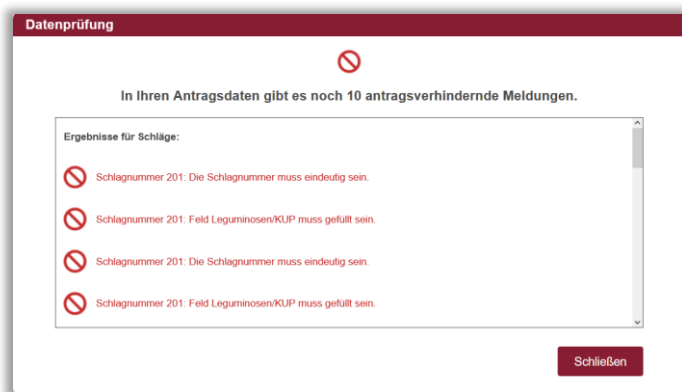 Datenprüfung
In Ihren Antragsdaten gibt es noch 10 antragsverhindernde Meldungen.
Ergebnisse für Schläge:
Schlagnummer 201: Die Schlagnummer muss eindeutig sein.
Schlagnummer 201: Feld Leguminosen/KUP muss gefüllt sein.
Schlagnummer 201: Die Schlagnummer muss eindeutig sein.
Schlagnummer 201: Feld Leguminosen/KUP muss gefüllt sein.
Schließen